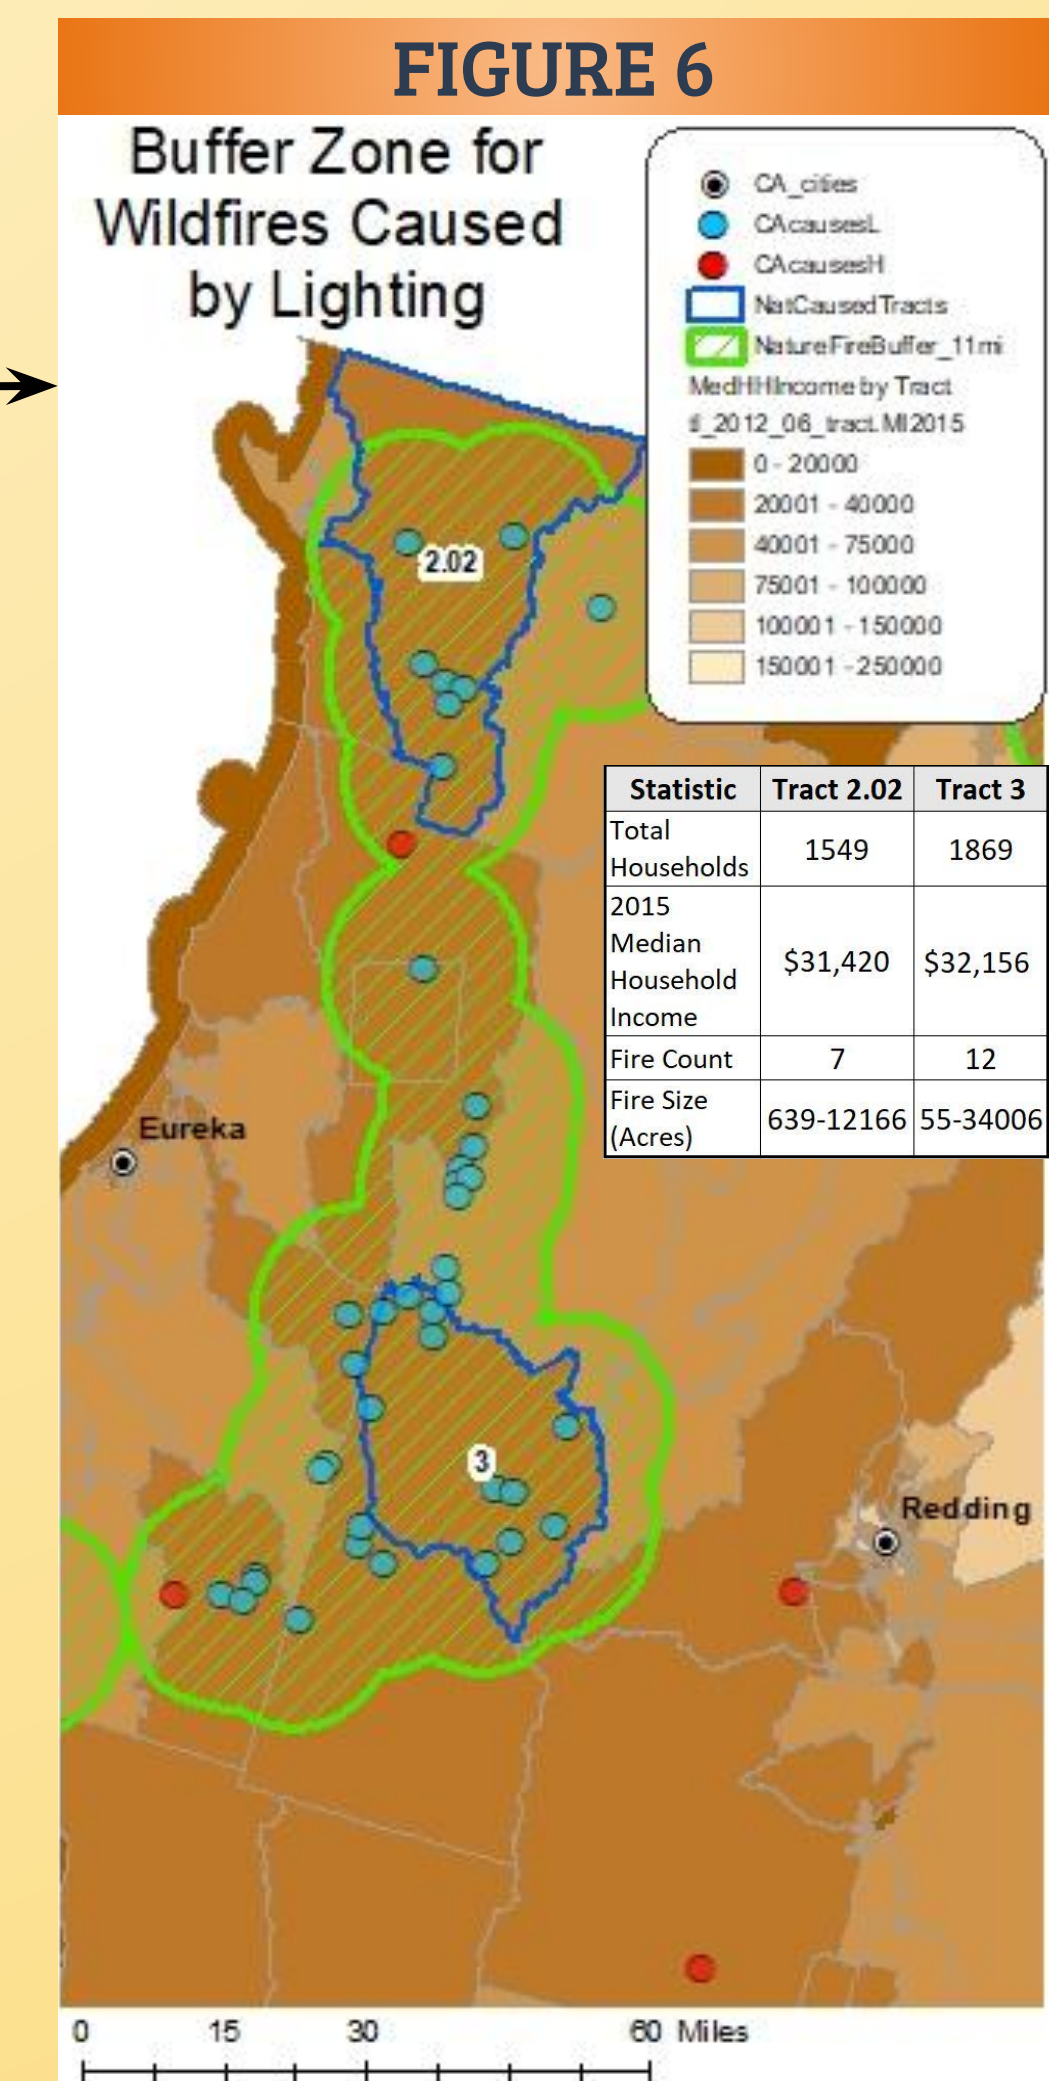 FIGURE 6
Buffer Zone for
Wildfires Caused
by Lighting
CA_cities
CAcausesL
CAcausesH
NatCausedTracts
NatureFireBuffer_11mi
MedHHIncome by Tract
tl_2012_06_tract.MI2015
0 - 20000
20001 - 40000
40001 - 75000
75001 - 100000
100001 - 150000
150001 - 250000
2.02
Statistic Tract 2.02 Tract 3
Total
Households 1549 1869
2015
Median
Household
Income $31,420 $32,156
Fire Count 7 12
Fire Size
(Acres) 639-12166 55-34006
Eureka
3
Redding
0 15 30 60 Miles